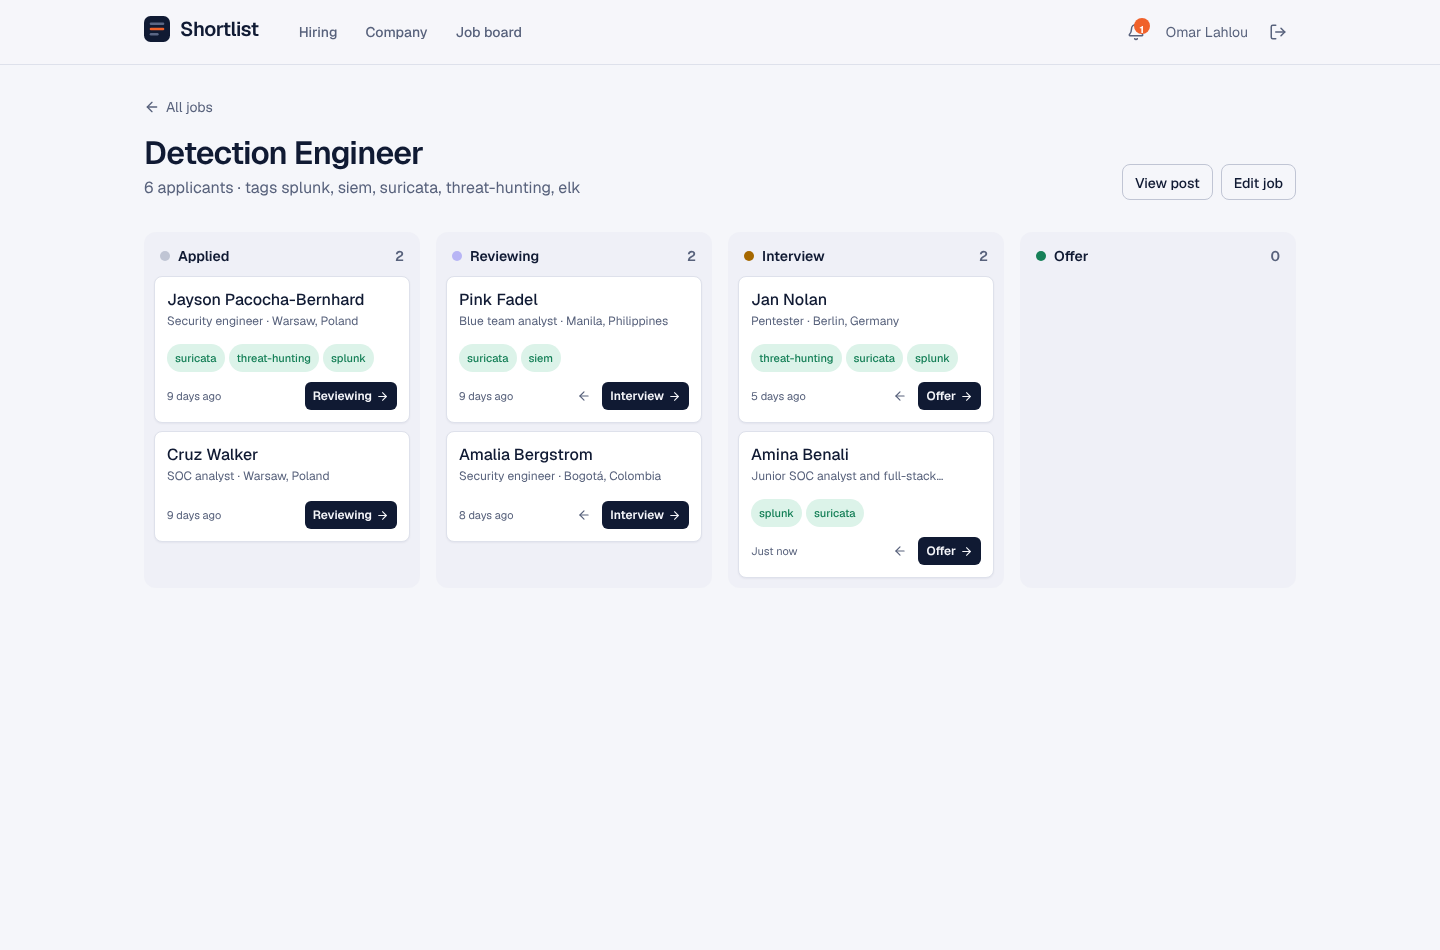 Shortlist
Hiring
Company
Job board
1
Omar Lahlou
All jobs
Detection Engineer
6 applicants · tags splunk, siem, suricata, threat-hunting, elk
View post
Edit job
Applied 2
Jayson Pacocha-Bernhard
Security engineer · Warsaw, Poland
suricata threat-hunting splunk
9 days ago Reviewing →
Cruz Walker
SOC analyst · Warsaw, Poland
9 days ago Reviewing →
Reviewing 2
Pink Fadel
Blue team analyst · Manila, Philippines
suricata siem
9 days ago ← Interview →
Amalia Bergstrom
Security engineer · Bogotá, Colombia
8 days ago ← Interview →
Interview 2
Jan Nolan
Pentester · Berlin, Germany
threat-hunting suricata splunk
5 days ago ← Offer →
Amina Benali
Junior SOC analyst and full-stack…
splunk suricata
Just now ← Offer →
Offer 0